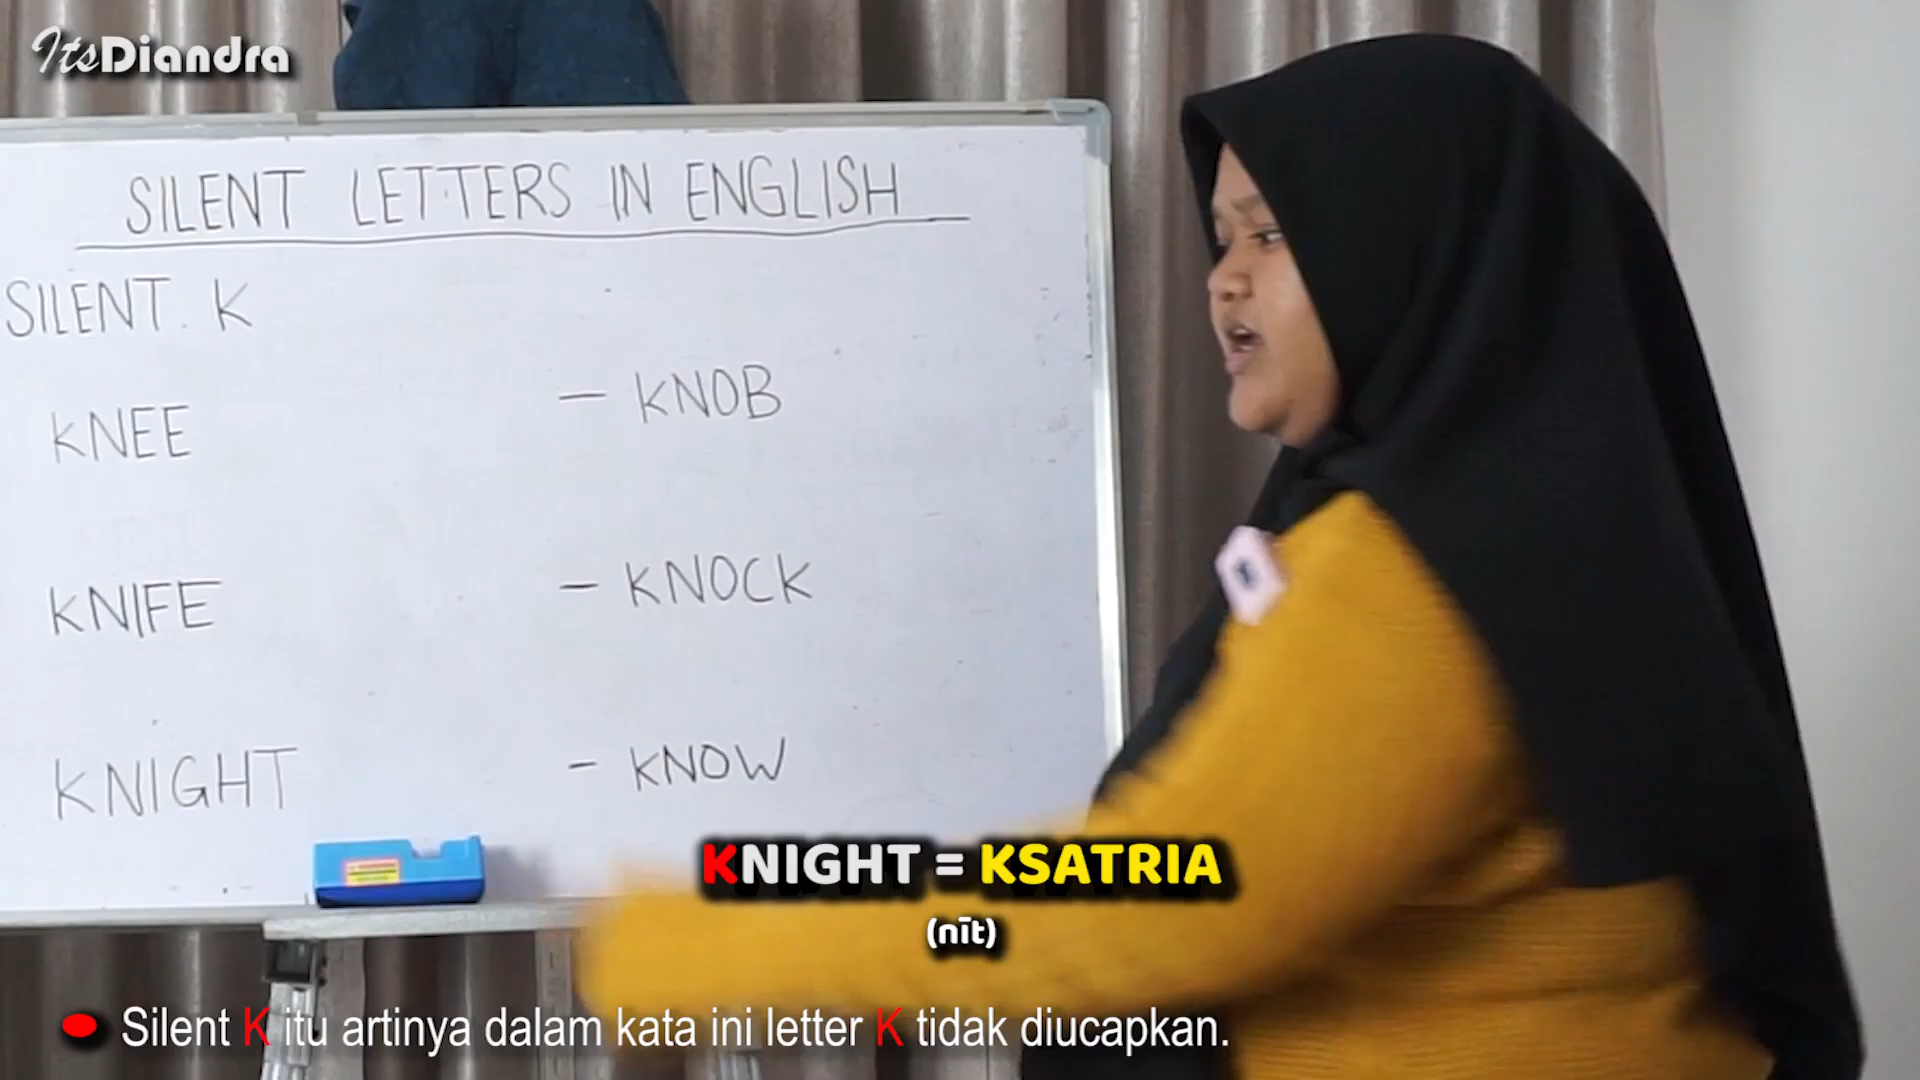 ItsDiandra
SILENT LETTERS IN ENGLISH
SILENT. K
KNEE
KNIFE
KNIGHT
– KNOB
– KNOCK
– KNOW
KNIGHT = KSATRIA
(nīt)
Silent K itu artinya dalam kata ini letter K tidak diucapkan.